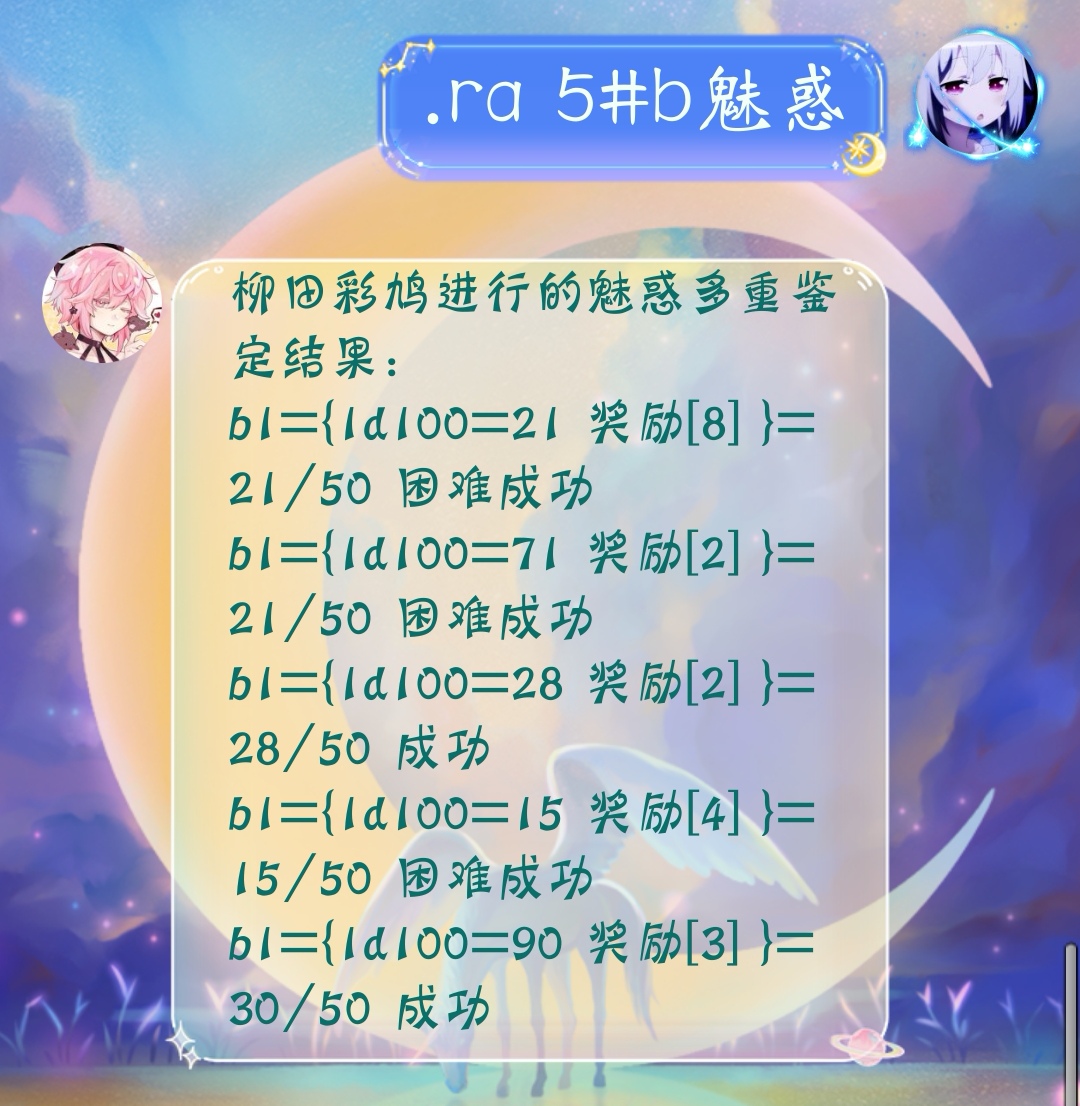 .ra 5#b魅惑
柳田彩鸠进行的魅惑多重鉴
定结果：
b1={1d100=21 奖励[8] }=
21/50 困难成功
b1={1d100=71 奖励[2] }=
21/50 困难成功
b1={1d100=28 奖励[2] }=
28/50 成功
b1={1d100=15 奖励[4] }=
15/50 困难成功
b1={1d100=90 奖励[3] }=
30/50 成功